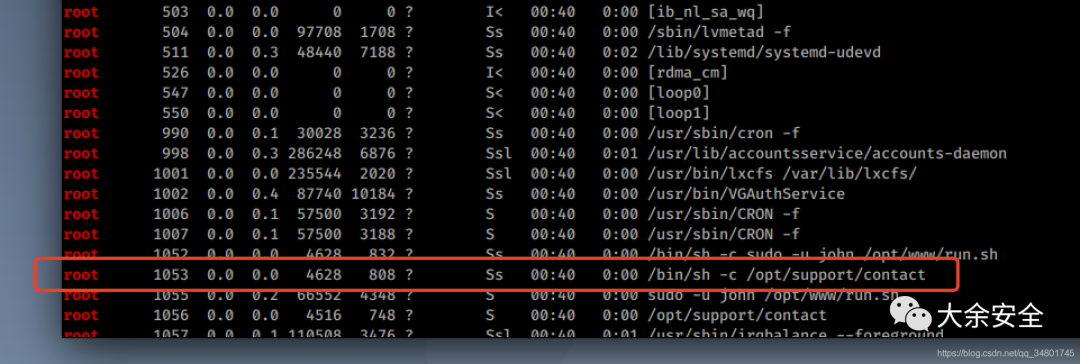 root 503 0.0 0.0 0 0 ? I< 00:40 0:00 [ib_nl_sa_wq]
root 504 0.0 0.0 97708 1708 ? Ss 00:40 0:00 /sbin/lvmetad -f
root 511 0.0 0.3 48440 7188 ? Ss 00:40 0:02 /lib/systemd/systemd-udevd
root 526 0.0 0.0 0 0 ? I< 00:40 0:00 [rdma_cm]
root 547 0.0 0.0 0 0 ? S< 00:40 0:00 [loop0]
root 550 0.0 0.0 0 0 ? S< 00:40 0:00 [loop1]
root 990 0.0 0.1 30028 3236 ? Ss 00:40 0:00 /usr/sbin/cron -f
root 998 0.0 0.3 286248 6876 ? Ssl 00:40 0:01 /usr/lib/accountsservice/accounts-daemon
root 1001 0.0 0.0 235544 2020 ? Ssl 00:40 0:00 /usr/bin/lxcfs /var/lib/lxcfs/
root 1002 0.0 0.4 87740 10184 ? Ss 00:40 0:00 /usr/bin/VGAuthService
root 1006 0.0 0.1 57500 3192 ? S 00:40 0:00 /usr/sbin/CRON -f
root 1007 0.0 0.1 57500 3188 ? S 00:40 0:00 /usr/sbin/CRON -f
root 1052 0.0 0.0 4628 832 ? Ss 00:40 0:00 /bin/sh -c sudo -u john /opt/www/run.sh
root 1053 0.0 0.0 4628 808 ? Ss 00:40 0:00 /bin/sh -c /opt/support/contact
root 1055 0.0 0.2 66552 4348 ? S 00:40 0:00 sudo -u john /opt/www/run.sh
root 1056 0.0 0.0 4516 748 ? S 00:40 0:00 /opt/support/contact
root 1057 0.0 0.1 110508 3476 ? Ssl 00:40 0:01 /usr/sbin/irqbalance --foreground
大余安全
https://blog.csdn.net/qq_34801745